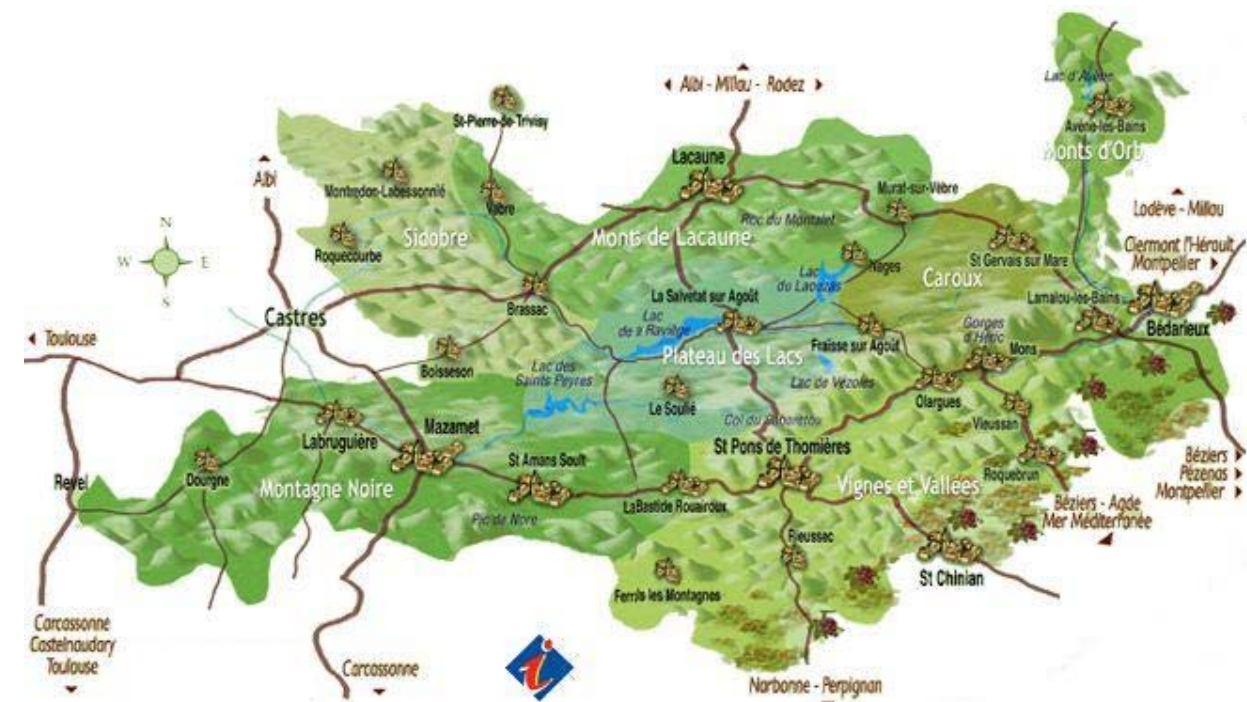 Albi - Millau - Rodez
Lac d'Avène
St-Pierre-de-Trivisy
Avène-les-Bains
Monts d'Orb
Lacaune
Albi
Montredon-Labessonnié
Vabre
Murat-sur-Vèbre
Lodève - Millau
Roc du Montalet
Sidobre
Monts de Lacaune
N
W
E
S
Roquecourbe
St Gervais sur Mare
Clermont l'Hérault
Montpellier
Nages
Lac
du Laouzas
Caroux
La Salvetat sur Agoût
Lamalou-les-Bains
Brassac
Castres
Lac
de la Raviège
Bédarieux
Gorges
d'Héric
Fraisse sur Agoût
Mons
Toulouse
Plateau des Lacs
Boisseson
Lac des
Saints Peyres
Lac de Vézoles
Le Soulié
Olargues
Col du Cabaretou
Vieussan
Labruguière
Mazamet
St Pons de Thomières
St Amans Soult
Béziers
Pézenas
Montpellier
Revel
Dourgne
Montagne Noire
Roquebrun
Vignes et Vallées
LaBastide Rouairoux
Béziers - Agde
Mer Méditerranée
Pic de Nore
Rieussec
St Chinian
Ferrals les Montagnes
Carcassonne
Castelnaudary
Toulouse
i
Carcassonne
Narbonne - Perpignan